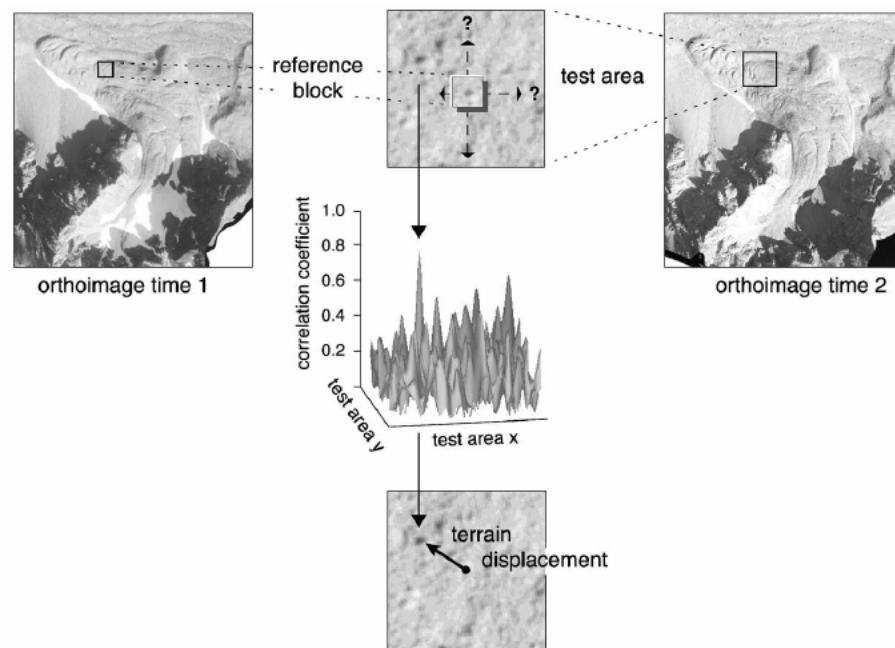 ?
?
reference
block
test area
orthoimage time 1
orthoimage time 2
correlation coefficient
1.0
0.8
0.6
0.4
0.2
test area y
test area x
terrain
displacement